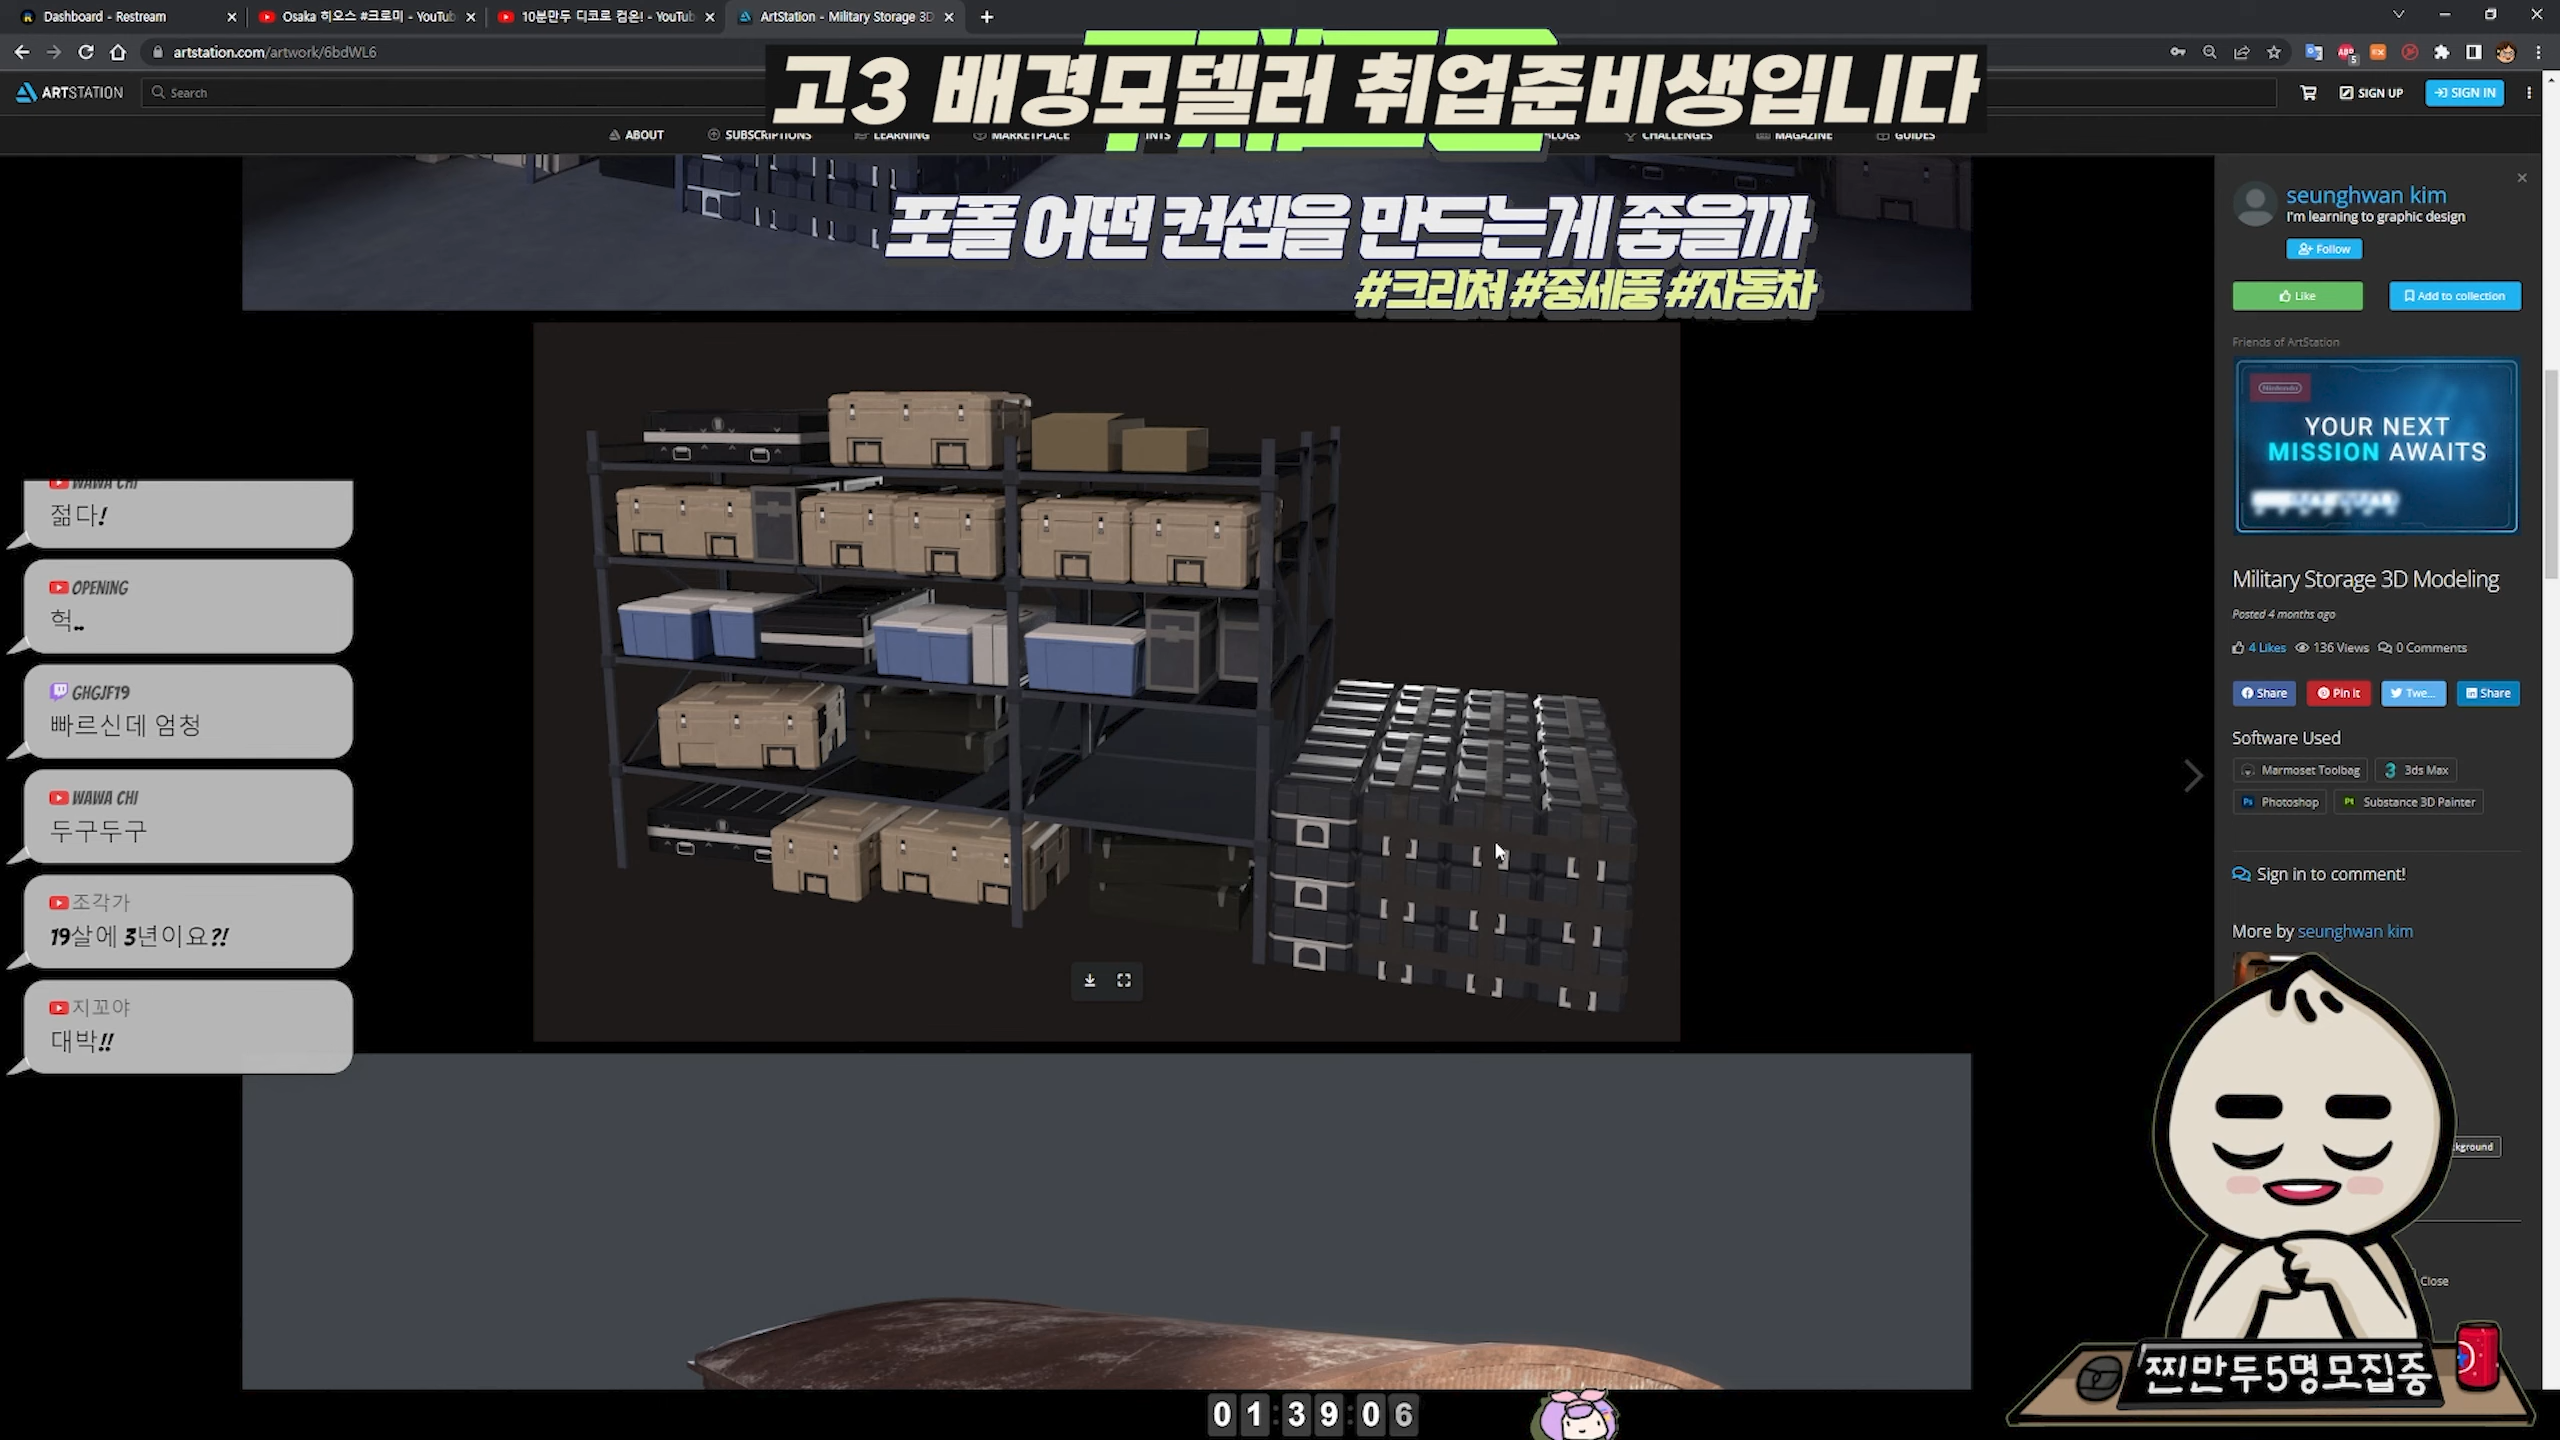 Dashboard - Restream
Osaka 히오스 #크로미 - YouTub
10분만두 디코로 컴온! - YouTub
ArtStation - Military Storage 3D
artstation.com/artwork/6bdWL6
고3 배경모델러 취업준비생입니다
ARTSTATION
Search
SIGN UP
SIGN IN
ABOUT
SUBSCRIPTIONS
LEARNING
MARKETPLACE
INTS
LOGS
CHALLENGES
MAGAZINE
GUIDES
포폴 어떤 컨셉을 만드는게 좋을까
#크리쳐 #중세풍 #자동차
seunghwan kim
I'm learning to graphic design
Follow
Like
Add to collection
Friends of ArtStation
Nintendo
YOUR NEXT
MISSION AWAITS
Military Storage 3D Modeling
Posted 4 months ago
4 Likes 136 Views 0 Comments
Share
Pin It
Twe...
Share
Software Used
Marmoset Toolbag
3ds Max
Photoshop
Substance 3D Painter
Sign in to comment!
More by seunghwan kim
kground
Close
WAWA CHI
젊다!
OPENING
헉..
GHGJF19
빠르신데 엄청
WAWA CHI
두구두구
조각가
19살에 3년이요?!
지꼬야
대박!!
찐만두5명모집중
01:39:06